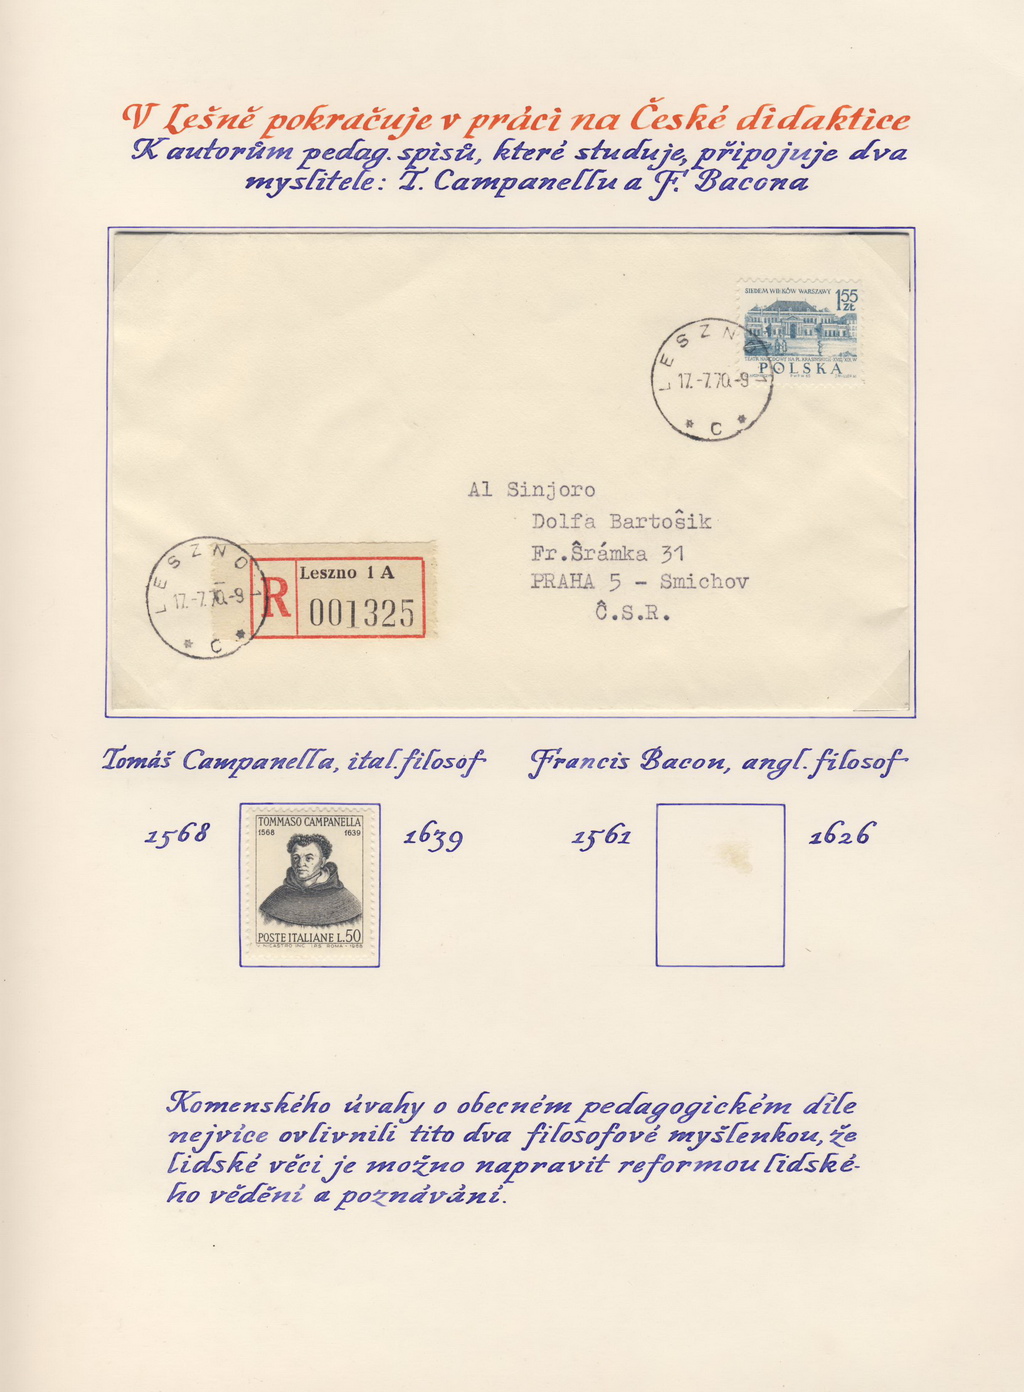 V Lešně pokračuje v práci na České didaktice
K autorům pedag. spisů, které studuje, připojuje dva
myslitele: T. Campanellu a F. Bacona
SIEDEM WIEKÓW WARSZAWY
155
ZŁ
POLSKA
LESZNO 1
17.-7.70.-9
* C *
Al Sinjoro
Dolfa Bartoŝik
Fr.Ŝrámka 31
PRAHA 5 - Smichov
Ĉ.S.R.
LESZNO 1
17.-7.70.-9
* C *
R
Leszno 1 A
001325
Tomáš Campanella, ital. filosof
Francis Bacon, angl. filosof
1568
1639
1561
1626
TOMMASO CAMPANELLA
1568 1639
POSTE ITALIANE L.50
Komenského úvahy o obecném pedagogickém díle
nejvíce ovlivnili tito dva filosofové myšlenkou, že
lidské věci je možno napravit reformou lidské-
ho vědění a poznávání.